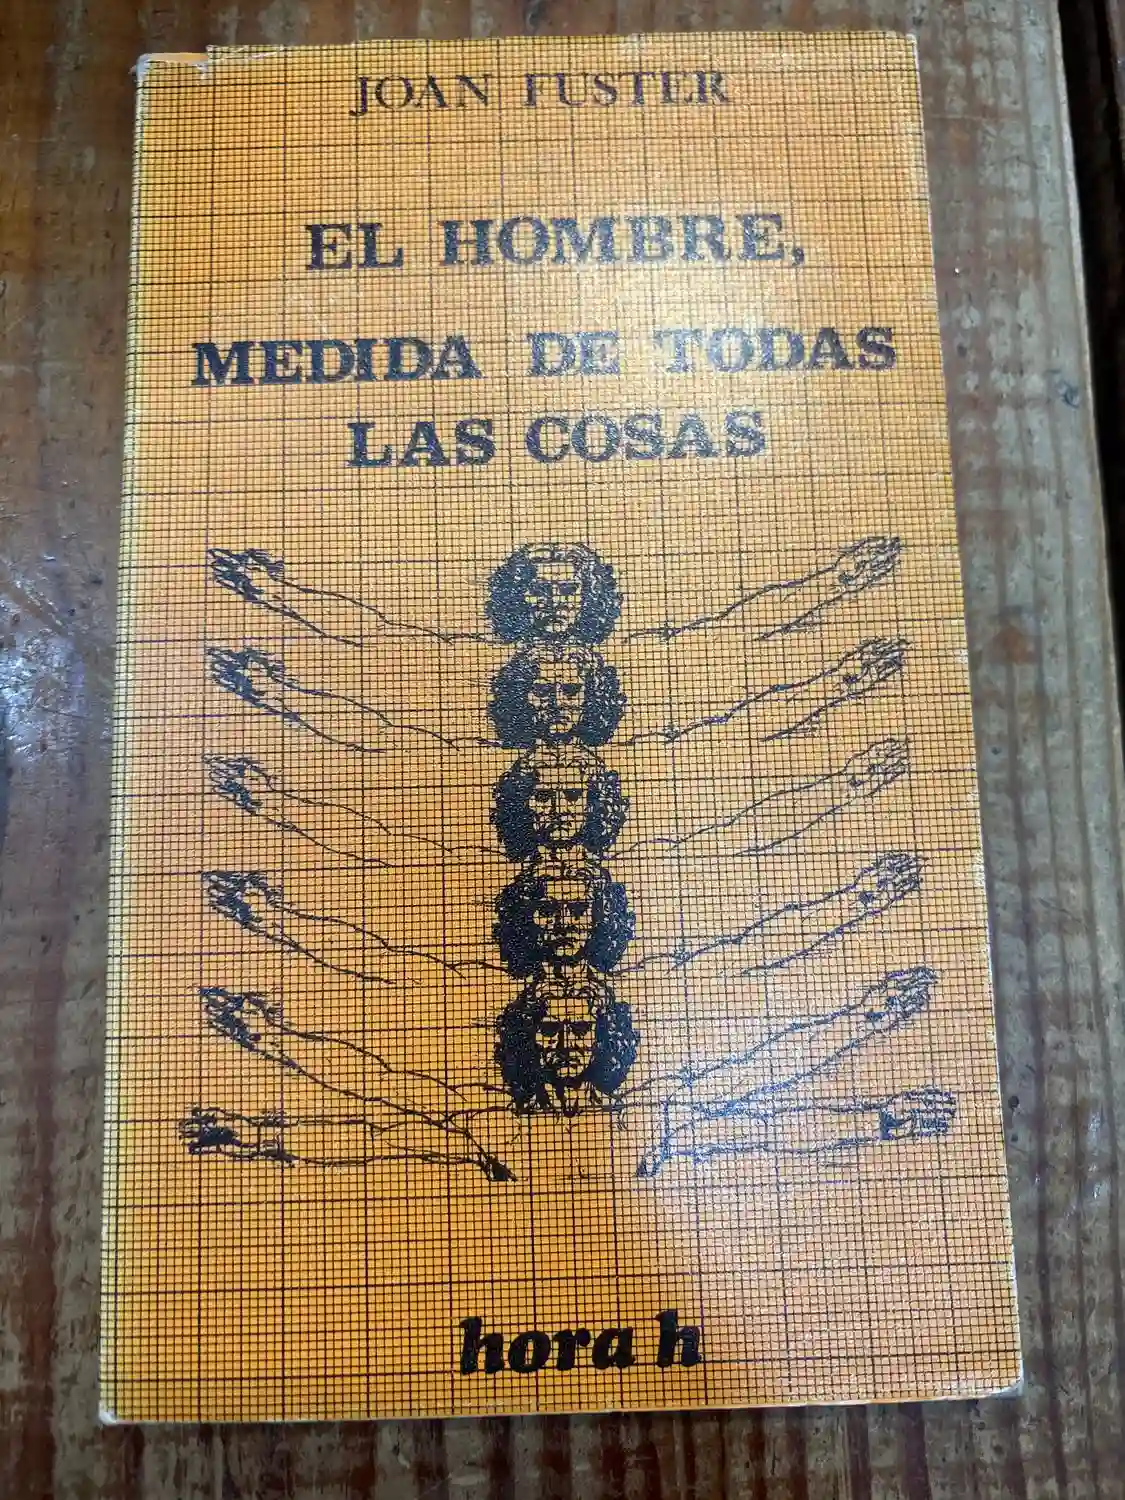 JOAN FUSTER
EL HOMBRE,
MEDIDA DE TODAS
LAS COSAS
hora h